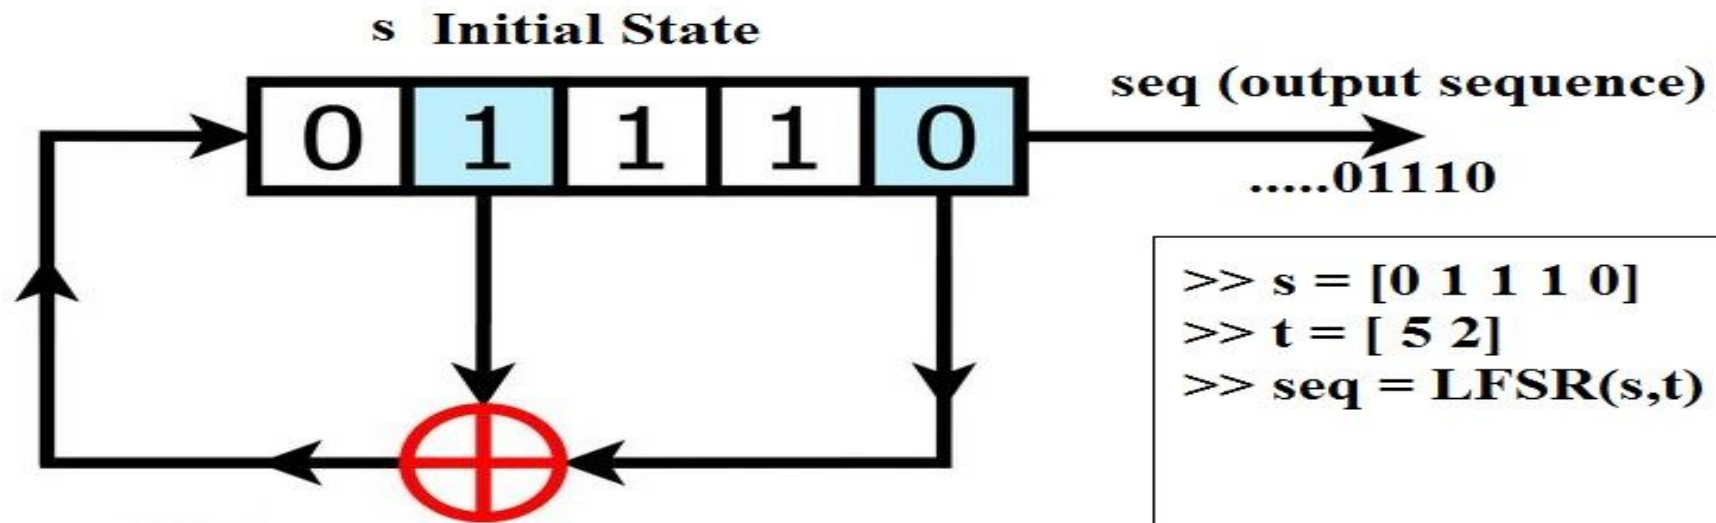 s Initial State
0 1 1 1 0
seq (output sequence)
.....01110
>> s = [0 1 1 1 0]
>> t = [ 5 2]
>> seq = LFSR(s,t)